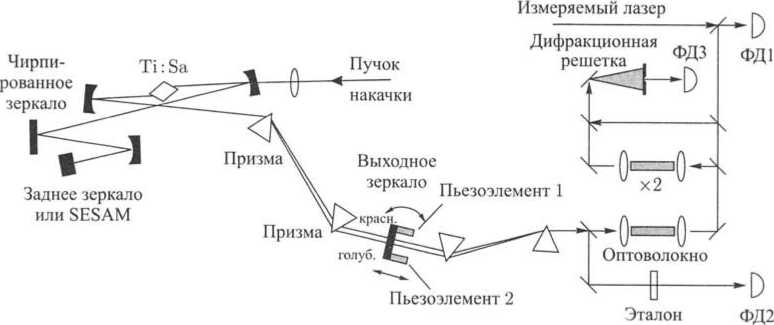 Измеряемый лазер
Дифракционная
решетка
ФД3
ФД1
Чирпи-
рованное
зеркало
Ti:Sa
Пучок
накачки
Призма
Выходное
зеркало
Пьезоэлемент 1
×2
Заднее зеркало
или SESAM
Призма
красн.
голуб.
Оптоволокно
Пьезоэлемент 2
Эталон
ФД2